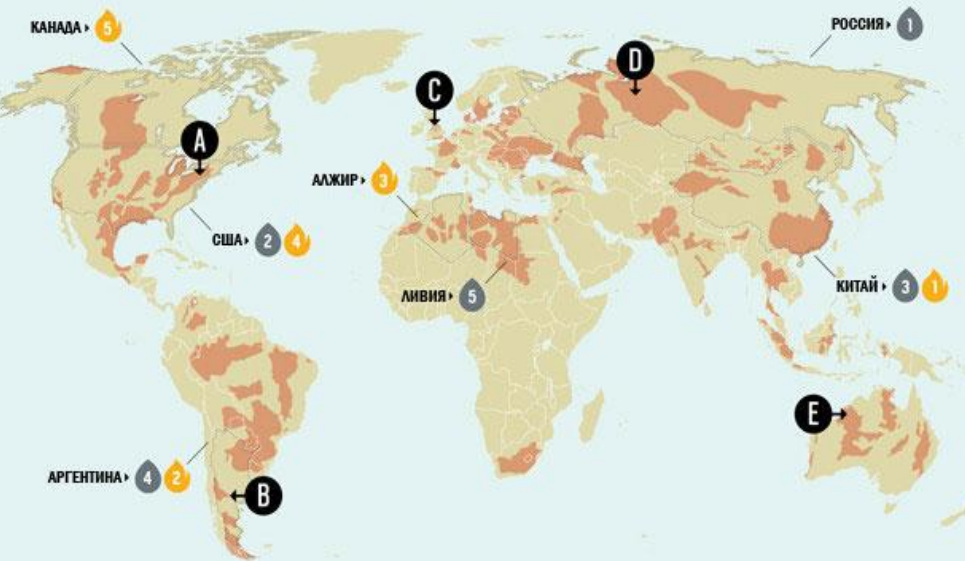 КАНАДА 5
РОССИЯ 1
D
C
A
АЛЖИР 3
США 2 4
КИТАЙ 3 1
ЛИВИЯ 5
E
АРГЕНТИНА 4 2
B